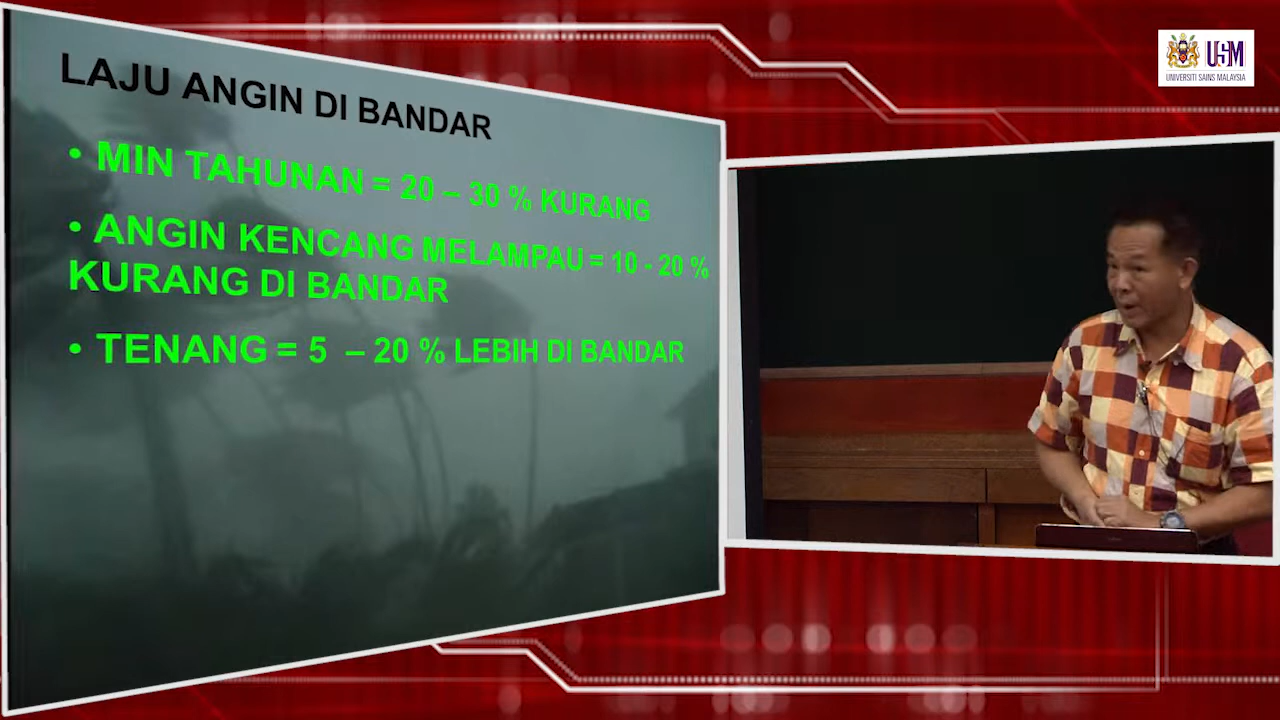 LAJU ANGIN DI BANDAR
• MIN TAHUNAN = 20 – 30 % KURANG
• ANGIN KENCANG MELAMPAU = 10 - 20 %
KURANG DI BANDAR
• TENANG = 5 – 20 % LEBIH DI BANDAR
USM
UNIVERSITI SAINS MALAYSIA